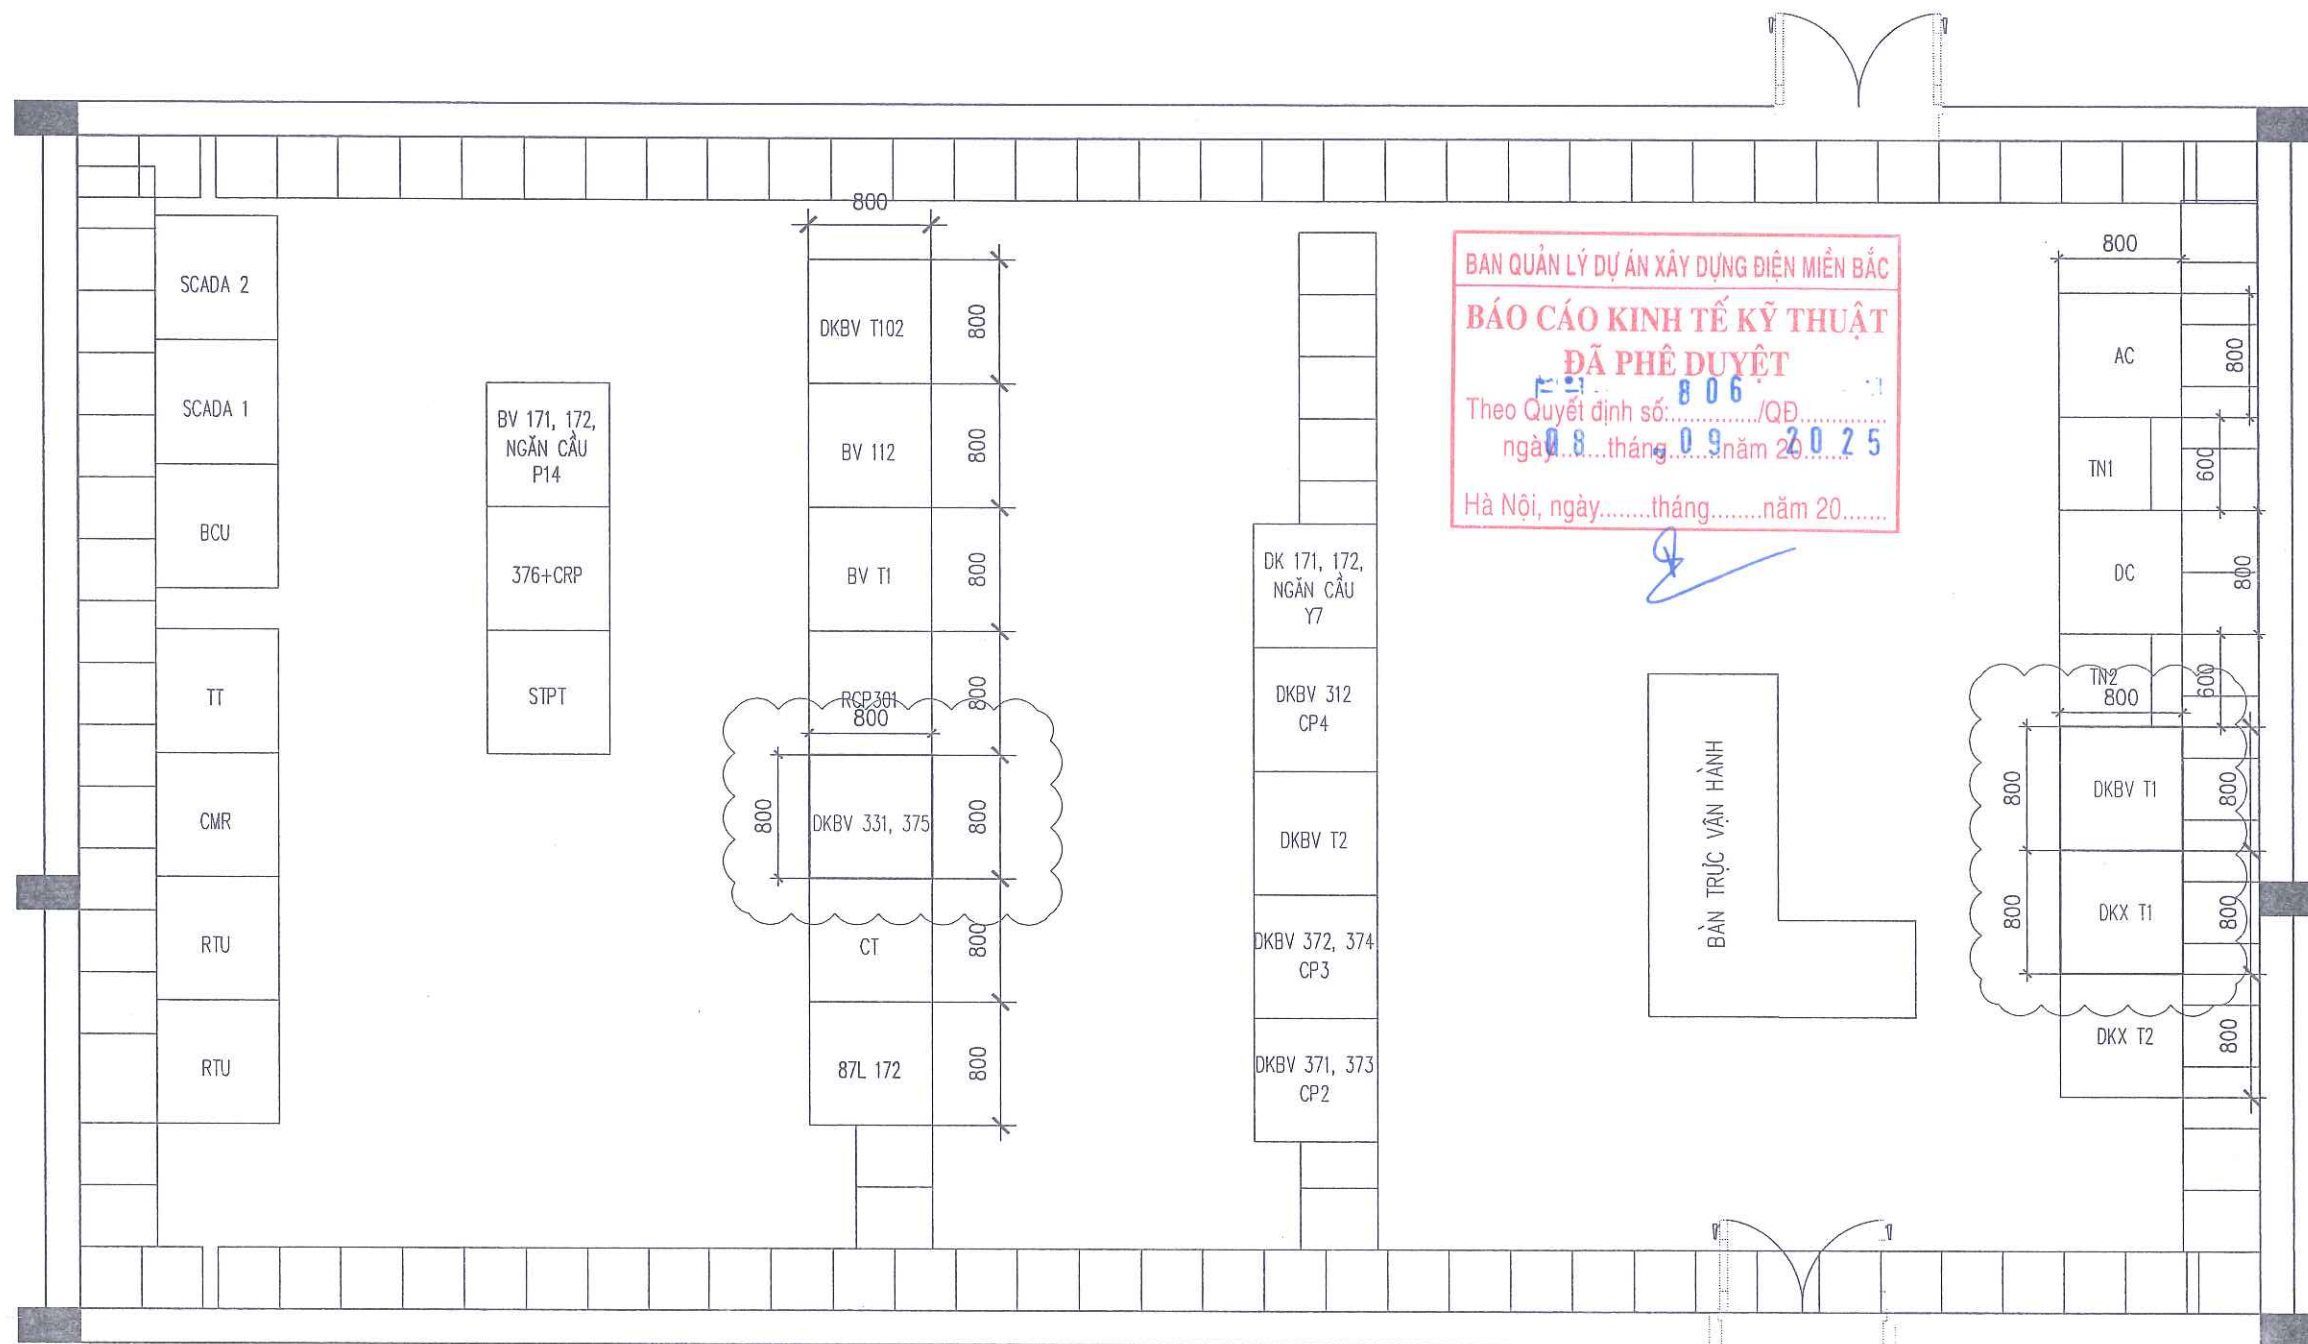 800
SCADA 2
SCADA 1
BCU
TT
CMR
RTU
RTU
BV 171, 172,
NGĂN CẦU
P14
376+CRP
STPT
DKBV T102
800
BV 112
800
BV T1
800
RCP301
800
800
DKBV 331, 375
800
800
CT
800
87L 172
800
DK 171, 172,
NGĂN CẦU
Y7
DKBV 312
CP4
DKBV T2
DKBV 372, 374
CP3
DKBV 371, 373
CP2
BAN QUẢN LÝ DỰ ÁN XÂY DỰNG ĐIỆN MIỀN BẮC
BÁO CÁO KINH TẾ KỸ THUẬT
ĐÃ PHÊ DUYỆT
Theo Quyết định số:....806..../QĐ..............
ngày 08...tháng...09 năm 20 2025
Hà Nội, ngày........tháng........năm 20.......
BÀN TRỰC VẬN HÀNH
800
AC
800
TN1
600
DC
800
TN2
600
800
DKBV T1
800
800
DKX T1
800
800
DKX T2
800